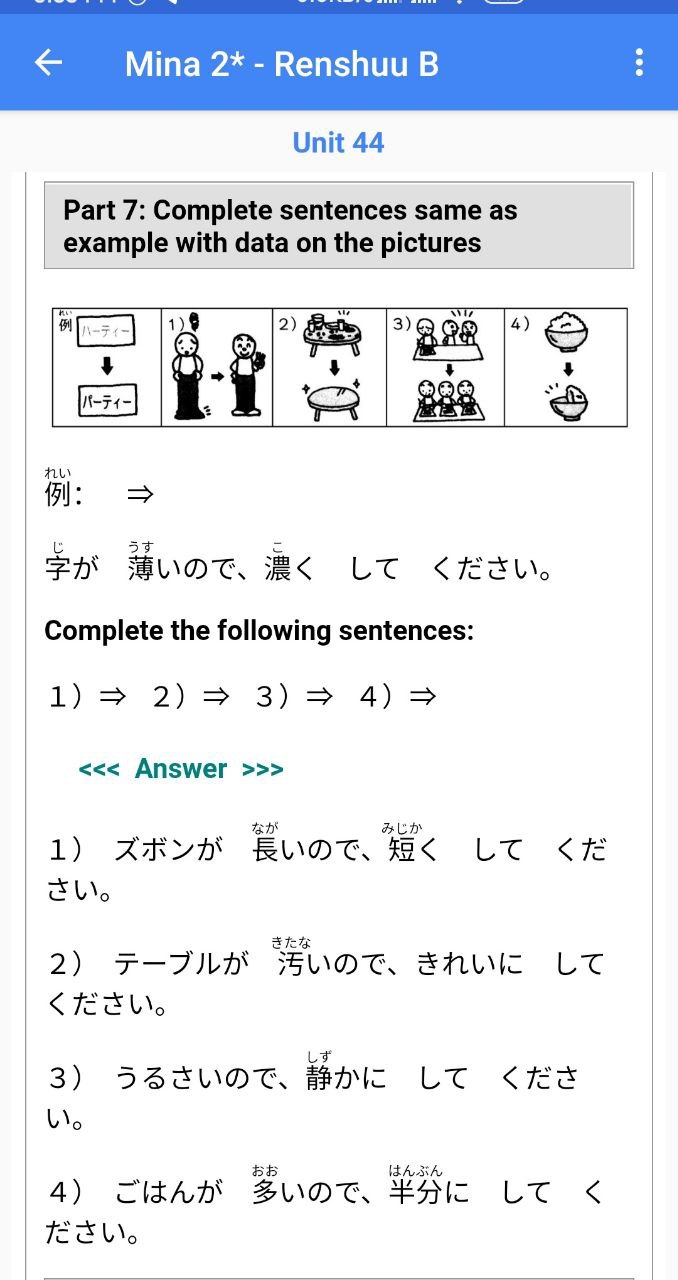 Mina 2* - Renshuu B
Unit 44
Part 7: Complete sentences same as
example with data on the pictures
れい
例
パーティー
パーティー
1)
2)
3)
4)
れい
例: ⇒
じ うす こ
字が 薄いので、濃く して ください。
Complete the following sentences:
１）⇒ ２）⇒ ３）⇒ ４）⇒
<<< Answer >>>
なが みじか
１） ズボンが 長いので、短く して くだ
さい。
きたな
２） テーブルが 汚いので、きれいに して
ください。
しず
３） うるさいので、静かに して くださ
い。
おお はんぶん
４） ごはんが 多いので、半分に して く
ださい。